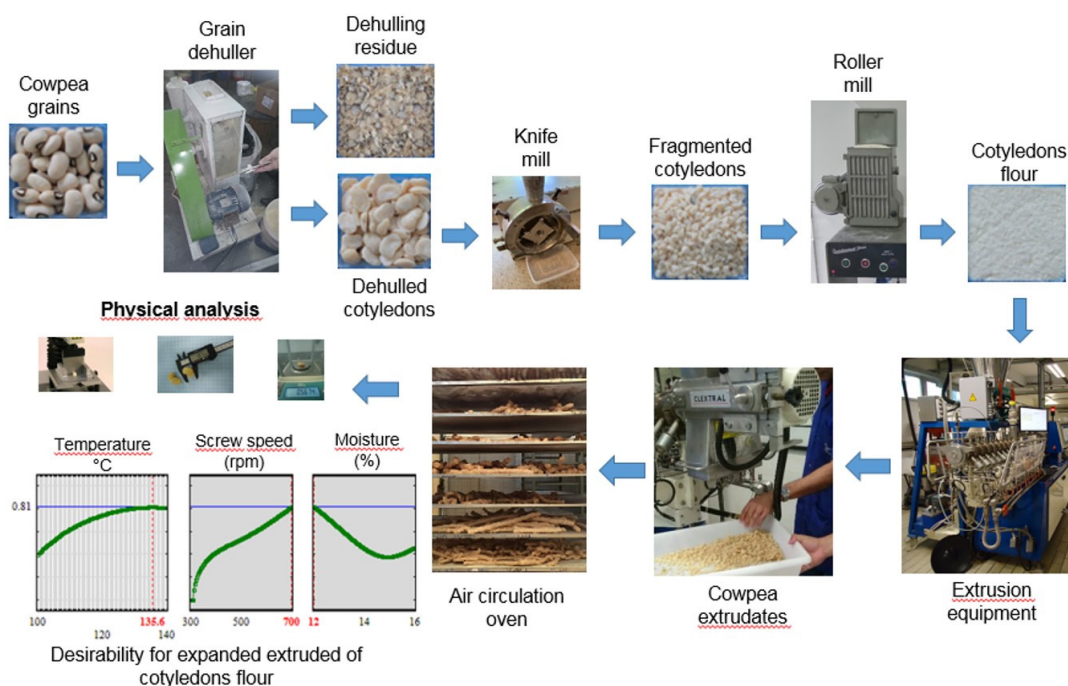 Cowpea
grains
Grain
dehuller
Dehulling
residue
Dehulled
cotyledons
Knife
mill
Fragmented
cotyledons
Roller
mill
Cotyledons
flour
Extrusion
equipment
CLEXTRAL
Cowpea
extrudates
Air circulation
oven
Physical analysis
Temperature
°C
Screw speed
(rpm)
Moisture
(%)
0.81
100 120 135.6 140
300 500 700
12 14 16
Desirability for expanded extruded of
cotyledons flour